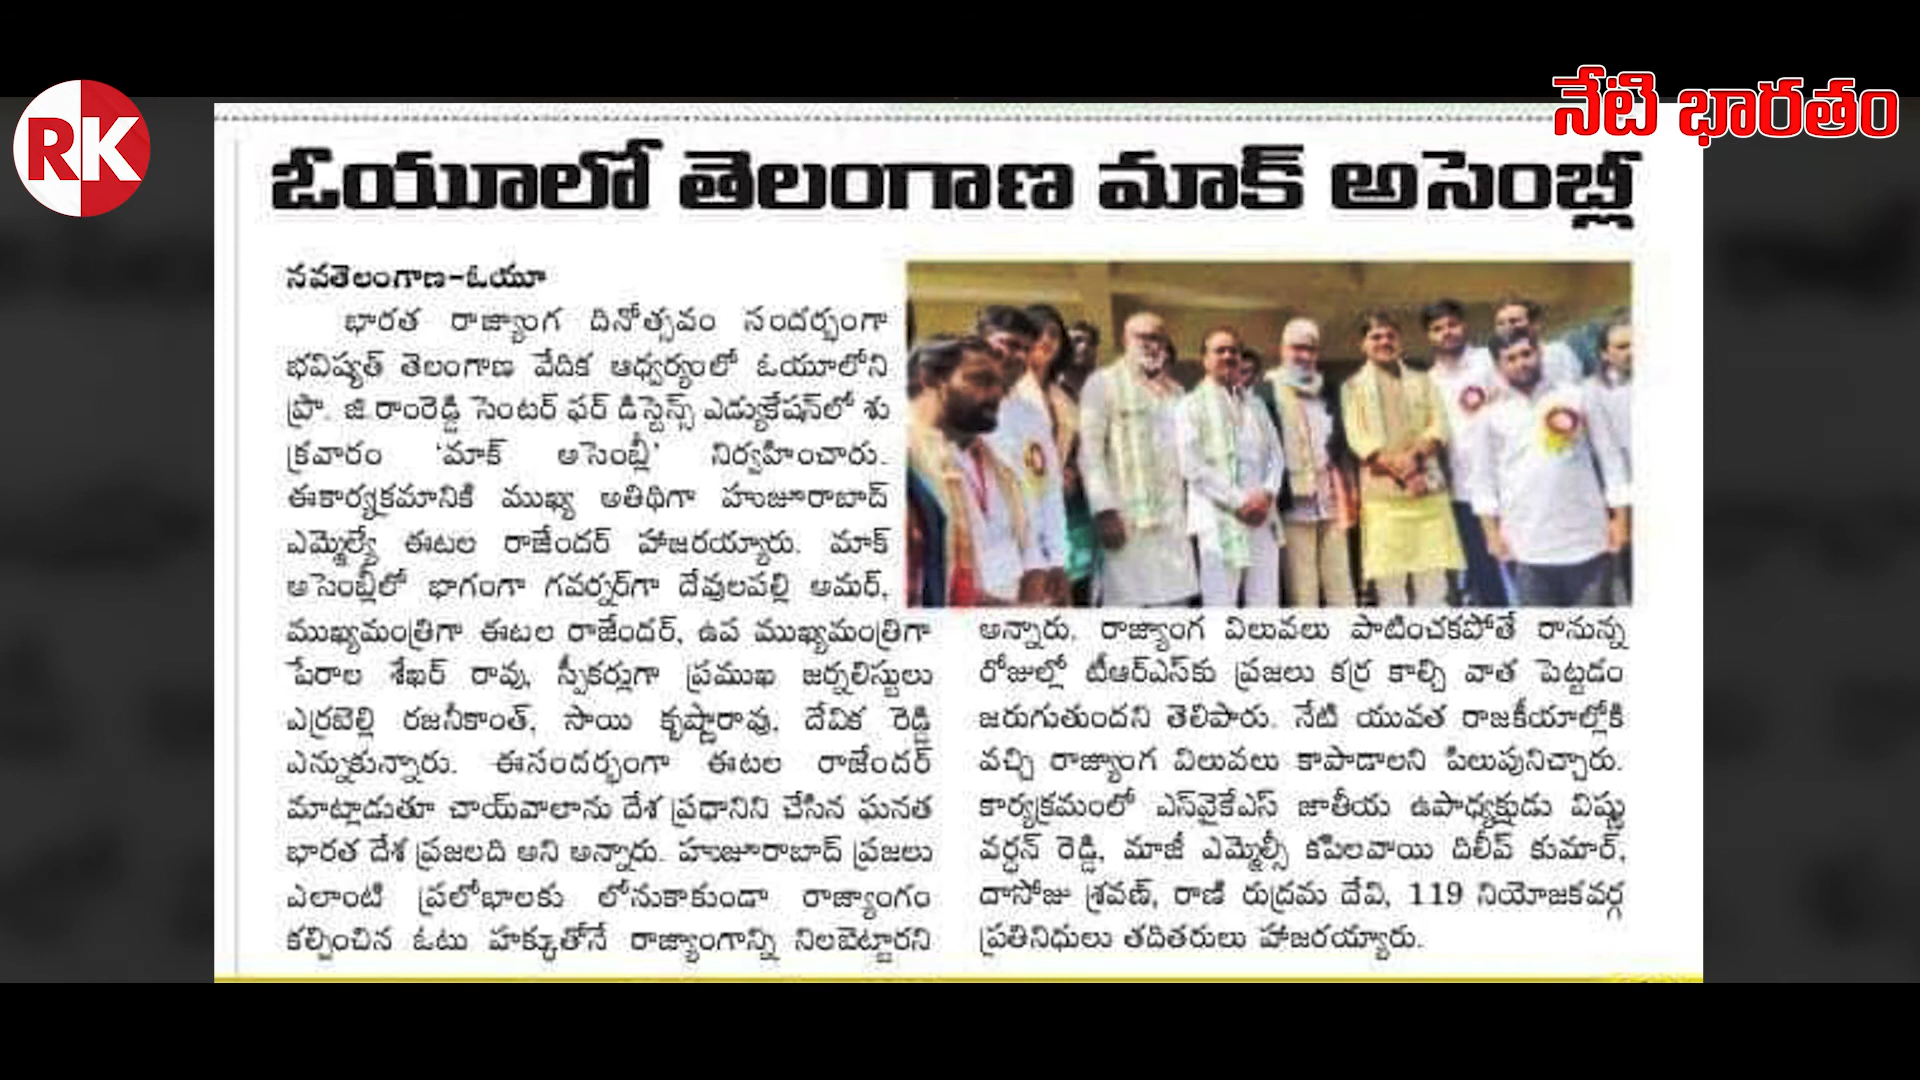 RK
నేటి భారతం
ఓయూలో తెలంగాణ మాక్ అసెంబ్లీ
నవతెలంగాణ-ఓయూ
భారత రాజ్యాంగ దినోత్సవం సందర్భంగా
భవిష్యత్ తెలంగాణ వేదిక ఆధ్వర్యంలో ఓయూలోని
ప్రొ. జి.రాంరెడ్డి సెంటర్ ఫర్ డిస్టెన్స్ ఎడ్యుకేషన్‌లో శు
క్రవారం 'మాక్ అసెంబ్లీ' నిర్వహించారు.
ఈకార్యక్రమానికి ముఖ్య అతిథిగా హుజూరాబాద్
ఎమ్మెల్యే ఈటల రాజేందర్ హాజరయ్యారు. మాక్
అసెంబ్లీలో భాగంగా గవర్నర్‌గా దేవులపల్లి అమర్,
ముఖ్యమంత్రిగా ఈటల రాజేందర్, ఉప ముఖ్యమంత్రిగా
పేరాల శేఖర్ రావు, స్పీకర్లుగా ప్రముఖ జర్నలిస్టులు
ఎర్రబెల్లి రజనీకాంత్, సాయి కృష్ణారావు, దేవిక రెడ్డి
ఎన్నుకున్నారు. ఈసందర్భంగా ఈటల రాజేందర్
మాట్లాడుతూ చాయ్‌వాలాను దేశ ప్రధానిని చేసిన ఘనత
భారత దేశ ప్రజలది అని అన్నారు. హుజూరాబాద్ ప్రజలు
ఎలాంటి ప్రలోభాలకు లోనుకాకుండా రాజ్యాంగం
కల్పించిన ఓటు హక్కుతోనే రాజ్యాంగాన్ని నిలబెట్టారని
అన్నారు. రాజ్యాంగ విలువలు పాటించకపోతే రానున్న
రోజుల్లో టీఆర్ఎస్‌కు ప్రజలు కర్ర కాల్చి వాత పెట్టడం
జరుగుతుందని తెలిపారు. నేటి యువత రాజకీయాల్లోకి
వచ్చి రాజ్యాంగ విలువలు కాపాడాలని పిలుపునిచ్చారు.
కార్యక్రమంలో ఎస్‌వైకేఎస్ జాతీయ ఉపాధ్యక్షుడు విష్ణు
వర్ధన్ రెడ్డి, మాజీ ఎమ్మెల్సీ కపిలవాయి దిలీప్ కుమార్,
దాసోజు శ్రవణ్, రాణి రుద్రమ దేవి, 119 నియోజకవర్గ
ప్రతినిధులు తదితరులు హాజరయ్యారు.